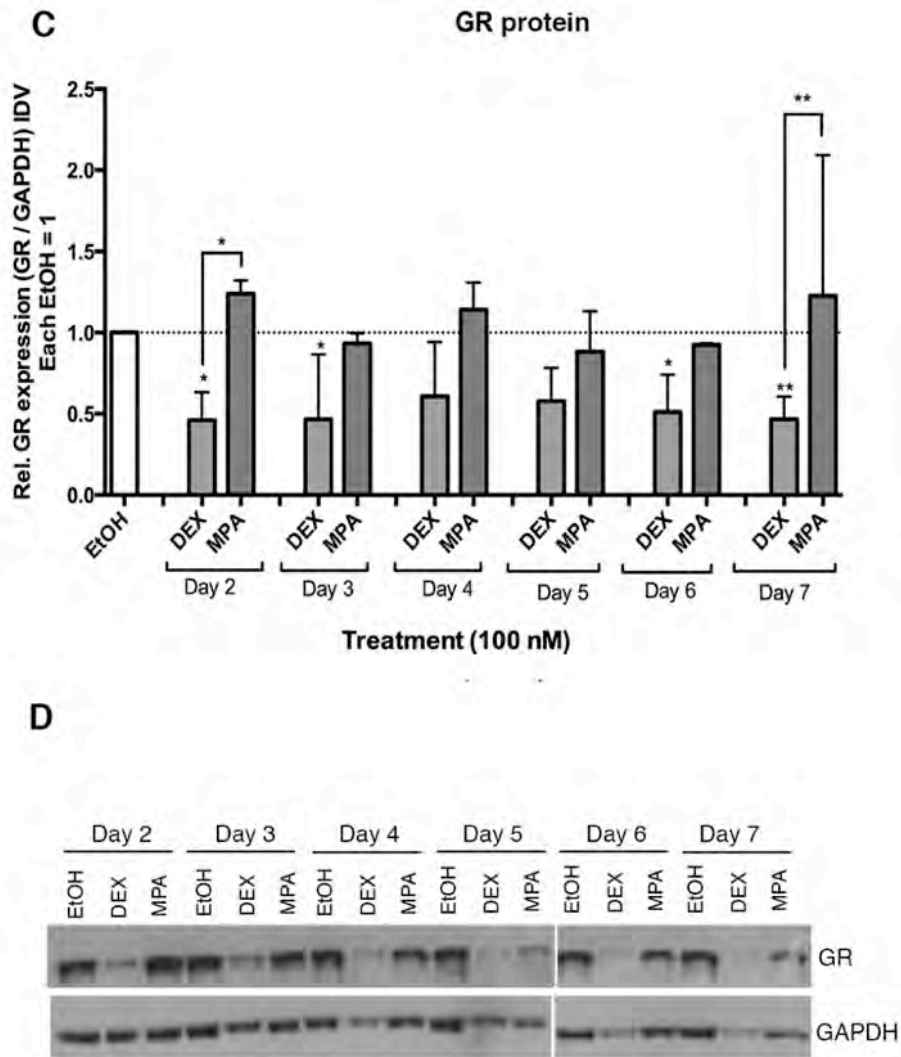 C
GR protein
Rel. GR expression (GR / GAPDH) IDV
Each EtOH = 1
2.5
2.0
1.5
1.0
0.5
0.0
*
*
*
*
**
**
EtOH
DEX MPA DEX MPA DEX MPA DEX MPA DEX MPA DEX MPA
Day 2 Day 3 Day 4 Day 5 Day 6 Day 7
Treatment (100 nM)
D
Day 2 Day 3 Day 4 Day 5 Day 6 Day 7
EtOH DEX MPA EtOH DEX MPA EtOH DEX MPA EtOH DEX MPA EtOH DEX MPA EtOH DEX MPA
GR
GAPDH